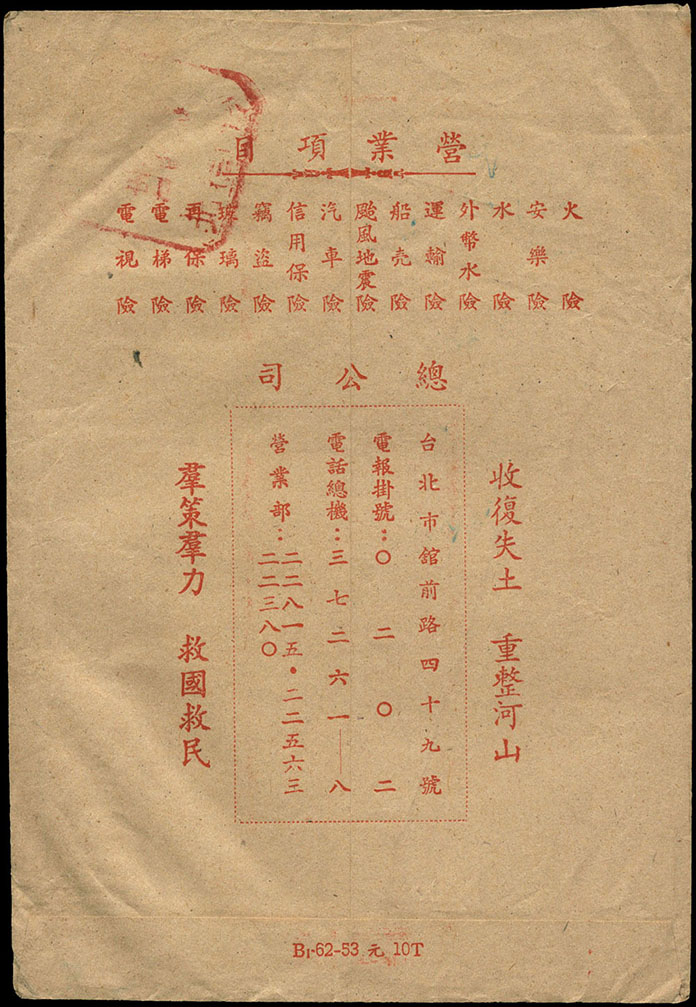 營業項目
火險
安樂險
水險
外幣水險
運輸險
船壳險
颱風地震險
汽車險
信用保險
竊盜險
玻璃險
再保險
電梯險
電視險
總公司
收復失土 重整河山
台北市館前路四十九號
電報掛號：〇二〇二
電話總機：三七二六一—八
營業部：二二八一五・二二五六三
二二三八〇
羣策羣力 救國救民
B1-62-53 元 10T